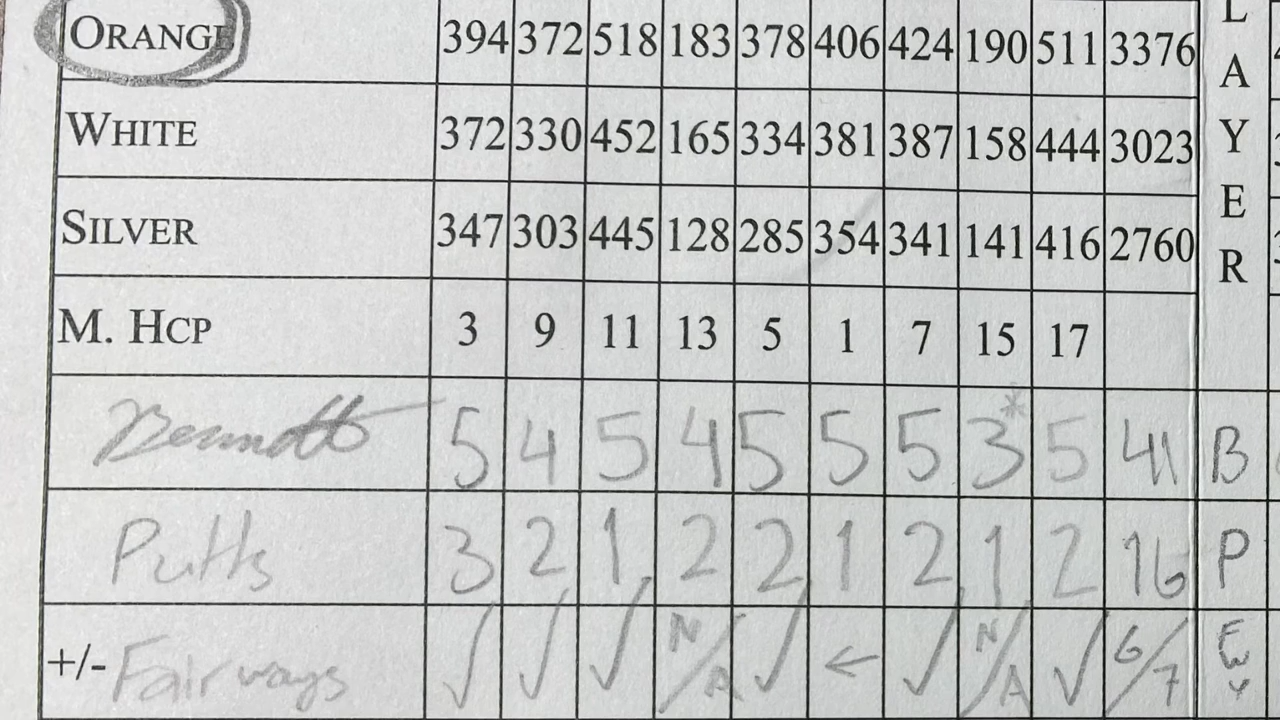 ORANGE 394 372 518 183 378 406 424 190 511 3376
WHITE 372 330 452 165 334 381 387 158 444 3023
SILVER 347 303 445 128 285 354 341 141 416 2760
M. HCP 3 9 11 13 5 1 7 15 17
Bennett 5 4 5 4 5 5 5 3* 5 41 B
Putts 3 2 1 2 2 1 2 1 2 16 P
+/- Fairways √ √ √ N/A √ ← √ N/A √ 6/7 Fwy
L
A
Y
E
R